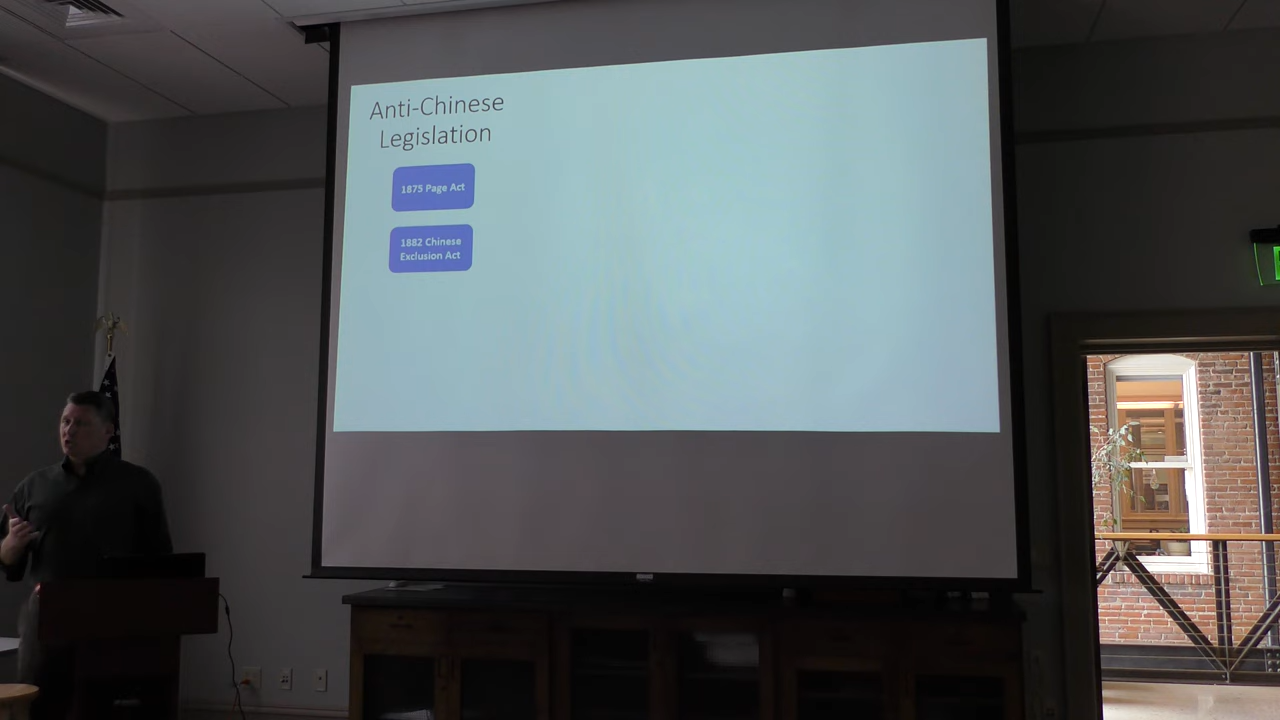 Anti-Chinese
Legislation
1875 Page Act
1882 Chinese
Exclusion Act